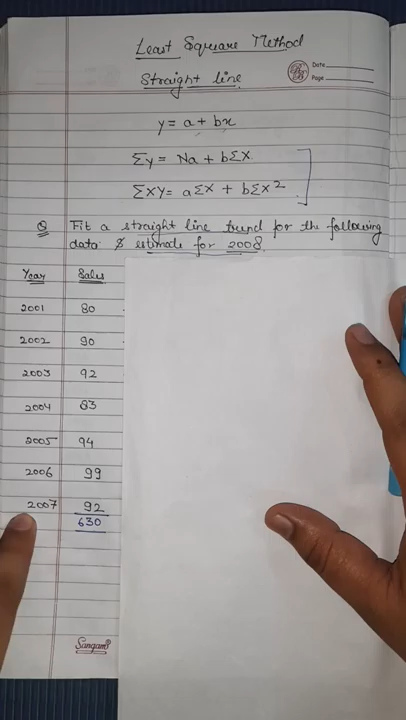 Least Square Method
Date
Page
Straight line
y = a + bx
Σy = Na + bΣx
Σxy = aΣx + bΣx²
Q Fit a straight line trend for the following
data & estimate for 2008.
Year Sales
2001 80
2002 90
2003 92
2004 83
2005 94
2006 99
2007 92
630
Sangam